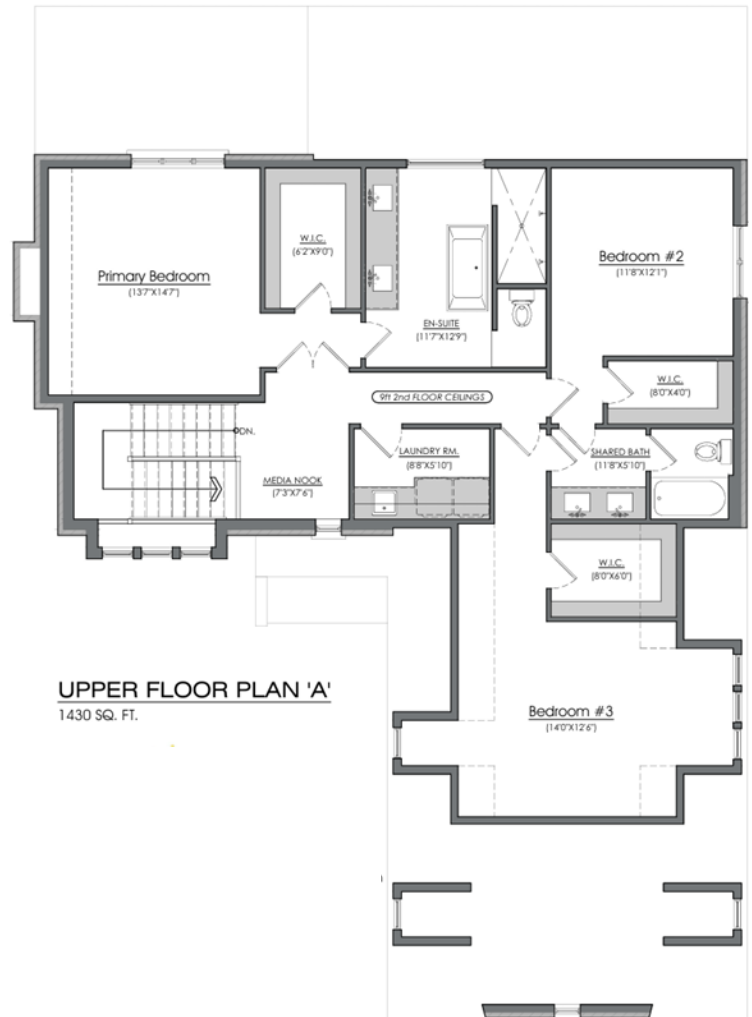 Primary Bedroom
(13'7"X14'7")
W.I.C.
(6'2"X9'0")
EN-SUITE
(11'7"X12'9")
Bedroom #2
(11'8"X12'1")
W.I.C.
(8'0"X4'0")
9ft 2nd FLOOR CEILINGS
DN.
MEDIA NOOK
(7'3"X7'6")
LAUNDRY RM.
(8'8"X5'10")
SHARED BATH
(11'8"X5'10")
W.I.C.
(8'0"X6'0")
Bedroom #3
(14'0"X12'6")
UPPER FLOOR PLAN 'A'
1430 SQ. FT.